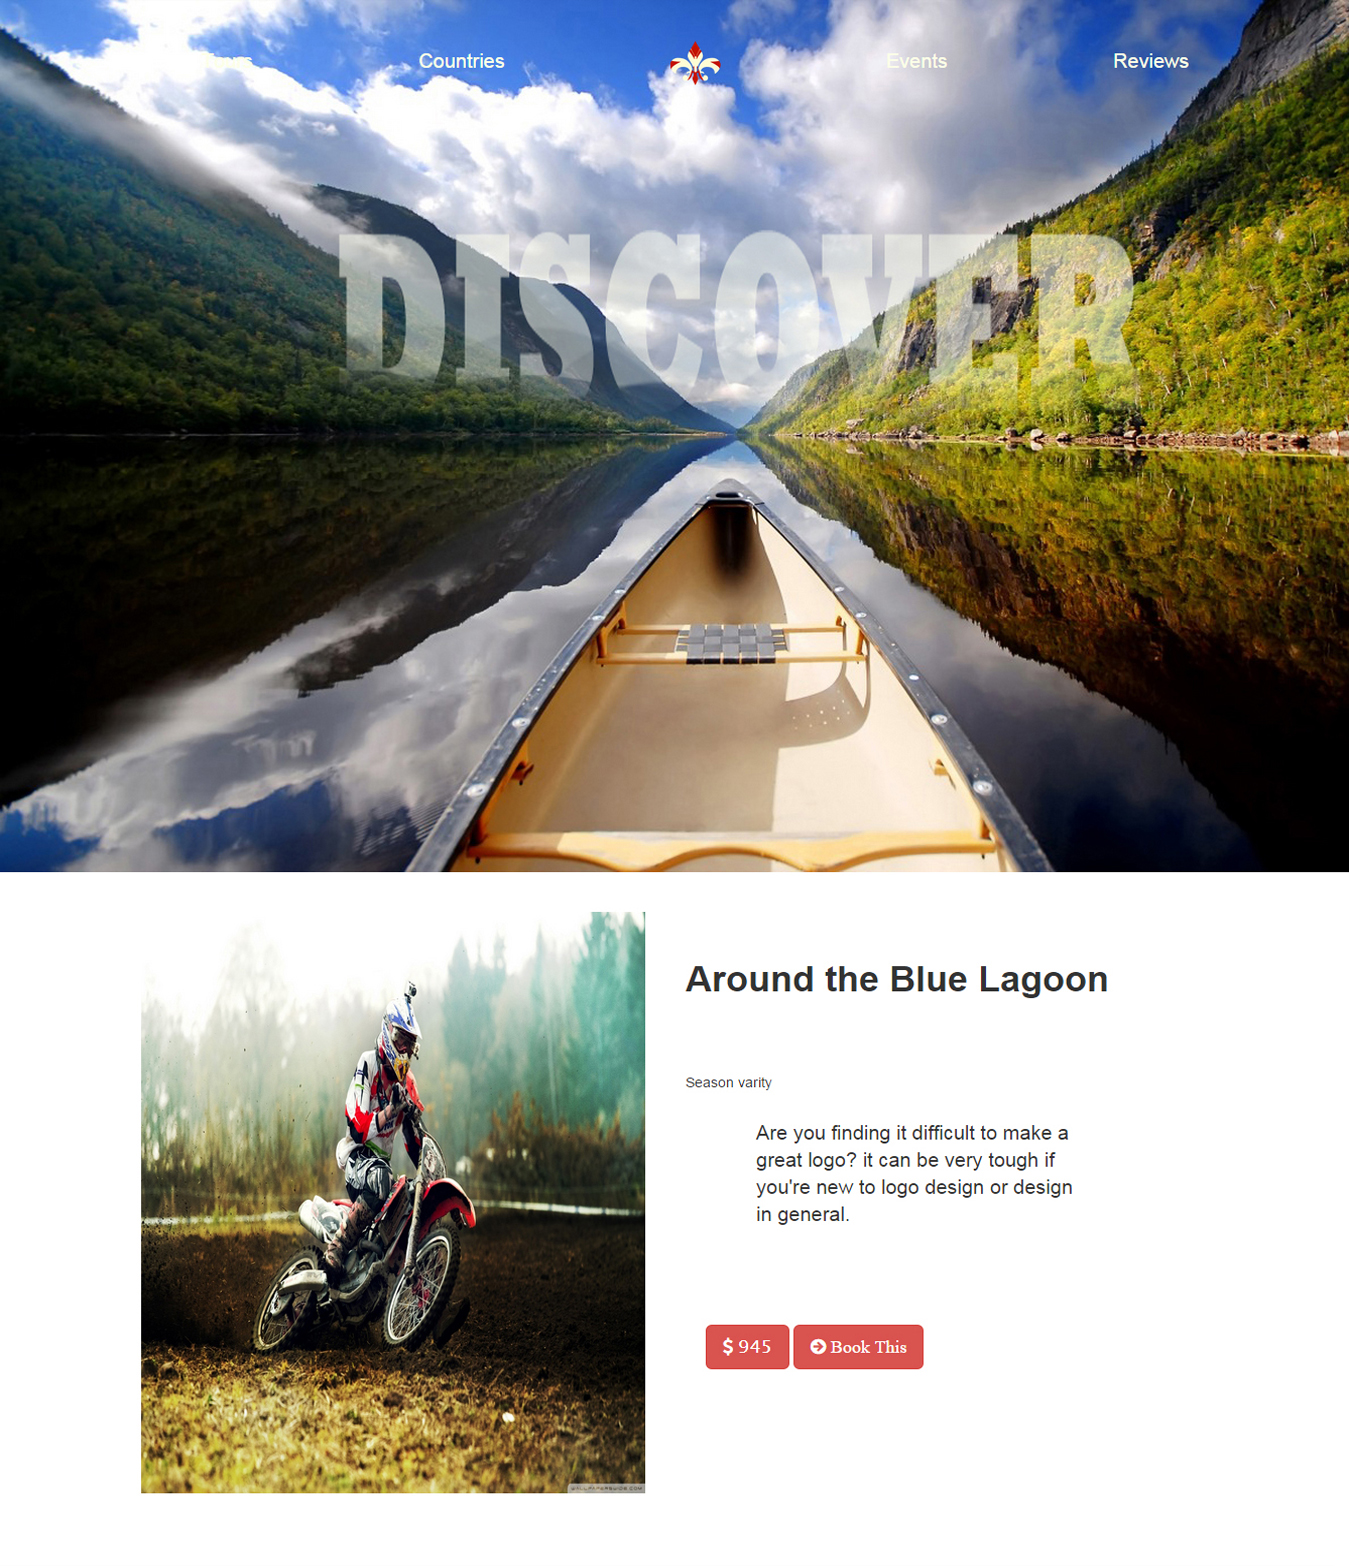 Countries
Events
Reviews
DISCOVER
Around the Blue Lagoon
Season varity
Are you finding it difficult to make a
great logo? it can be very tough if
you're new to logo design or design
in general.
$ 945
Book This
WALLPAPERSWIDE.COM